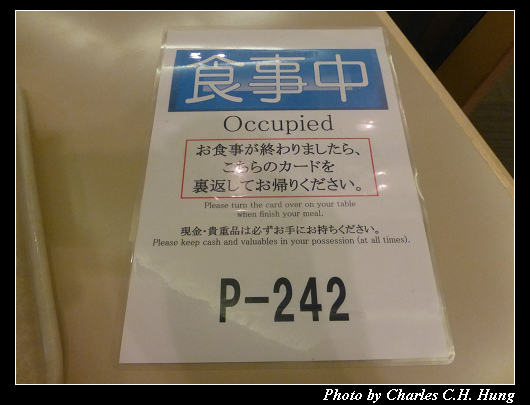 食事中
Occupied
お食事が終わりましたら、
こちらのカードを
裏返してお帰りください。
Please turn the card over on your table
when finish your meal.
現金・貴重品は必ずお手にお持ちください。
Please keep cash and valuables in your possession (at all times).
P-242
Photo by Charles C.H. Hung